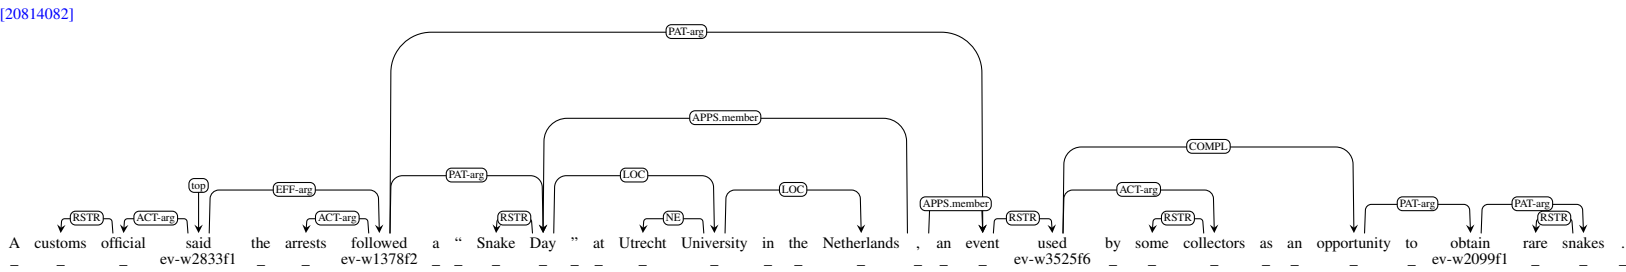 [20814082]
PAT-arg
APPS.member
COMPL
top EFF-arg PAT-arg LOC LOC ACT-arg
APPS.member PAT-arg PAT-arg
RSTR ACT-arg ACT-arg RSTR NE RSTR RSTR RSTR
A customs official said the arrests followed a “ Snake Day ” at Utrecht University in the Netherlands , an event used by some collectors as an opportunity to obtain rare snakes .
_ _ _ ev-w2833f1 _ _ ev-w1378f2 _ _ _ _ _ _ _ _ _ _ _ _ _ _ ev-w3525f6 _ _ _ _ _ _ _ ev-w2099f1 _ _ _